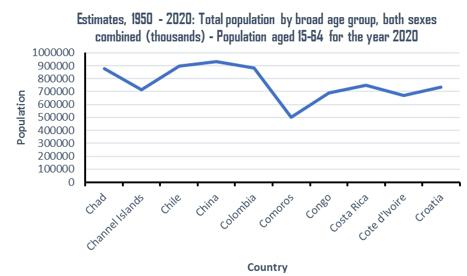 Estimates, 1950 - 2020: Total population by broad age group, both sexes
combined (thousands) - Population aged 15-64 for the year 2020
Population
1000000
900000
800000
700000
600000
500000
400000
300000
200000
100000
0
Chad
Channel Islands
Chile
China
Colombia
Comoros
Congo
Costa Rica
Cote d'Ivoire
Croatia
Country